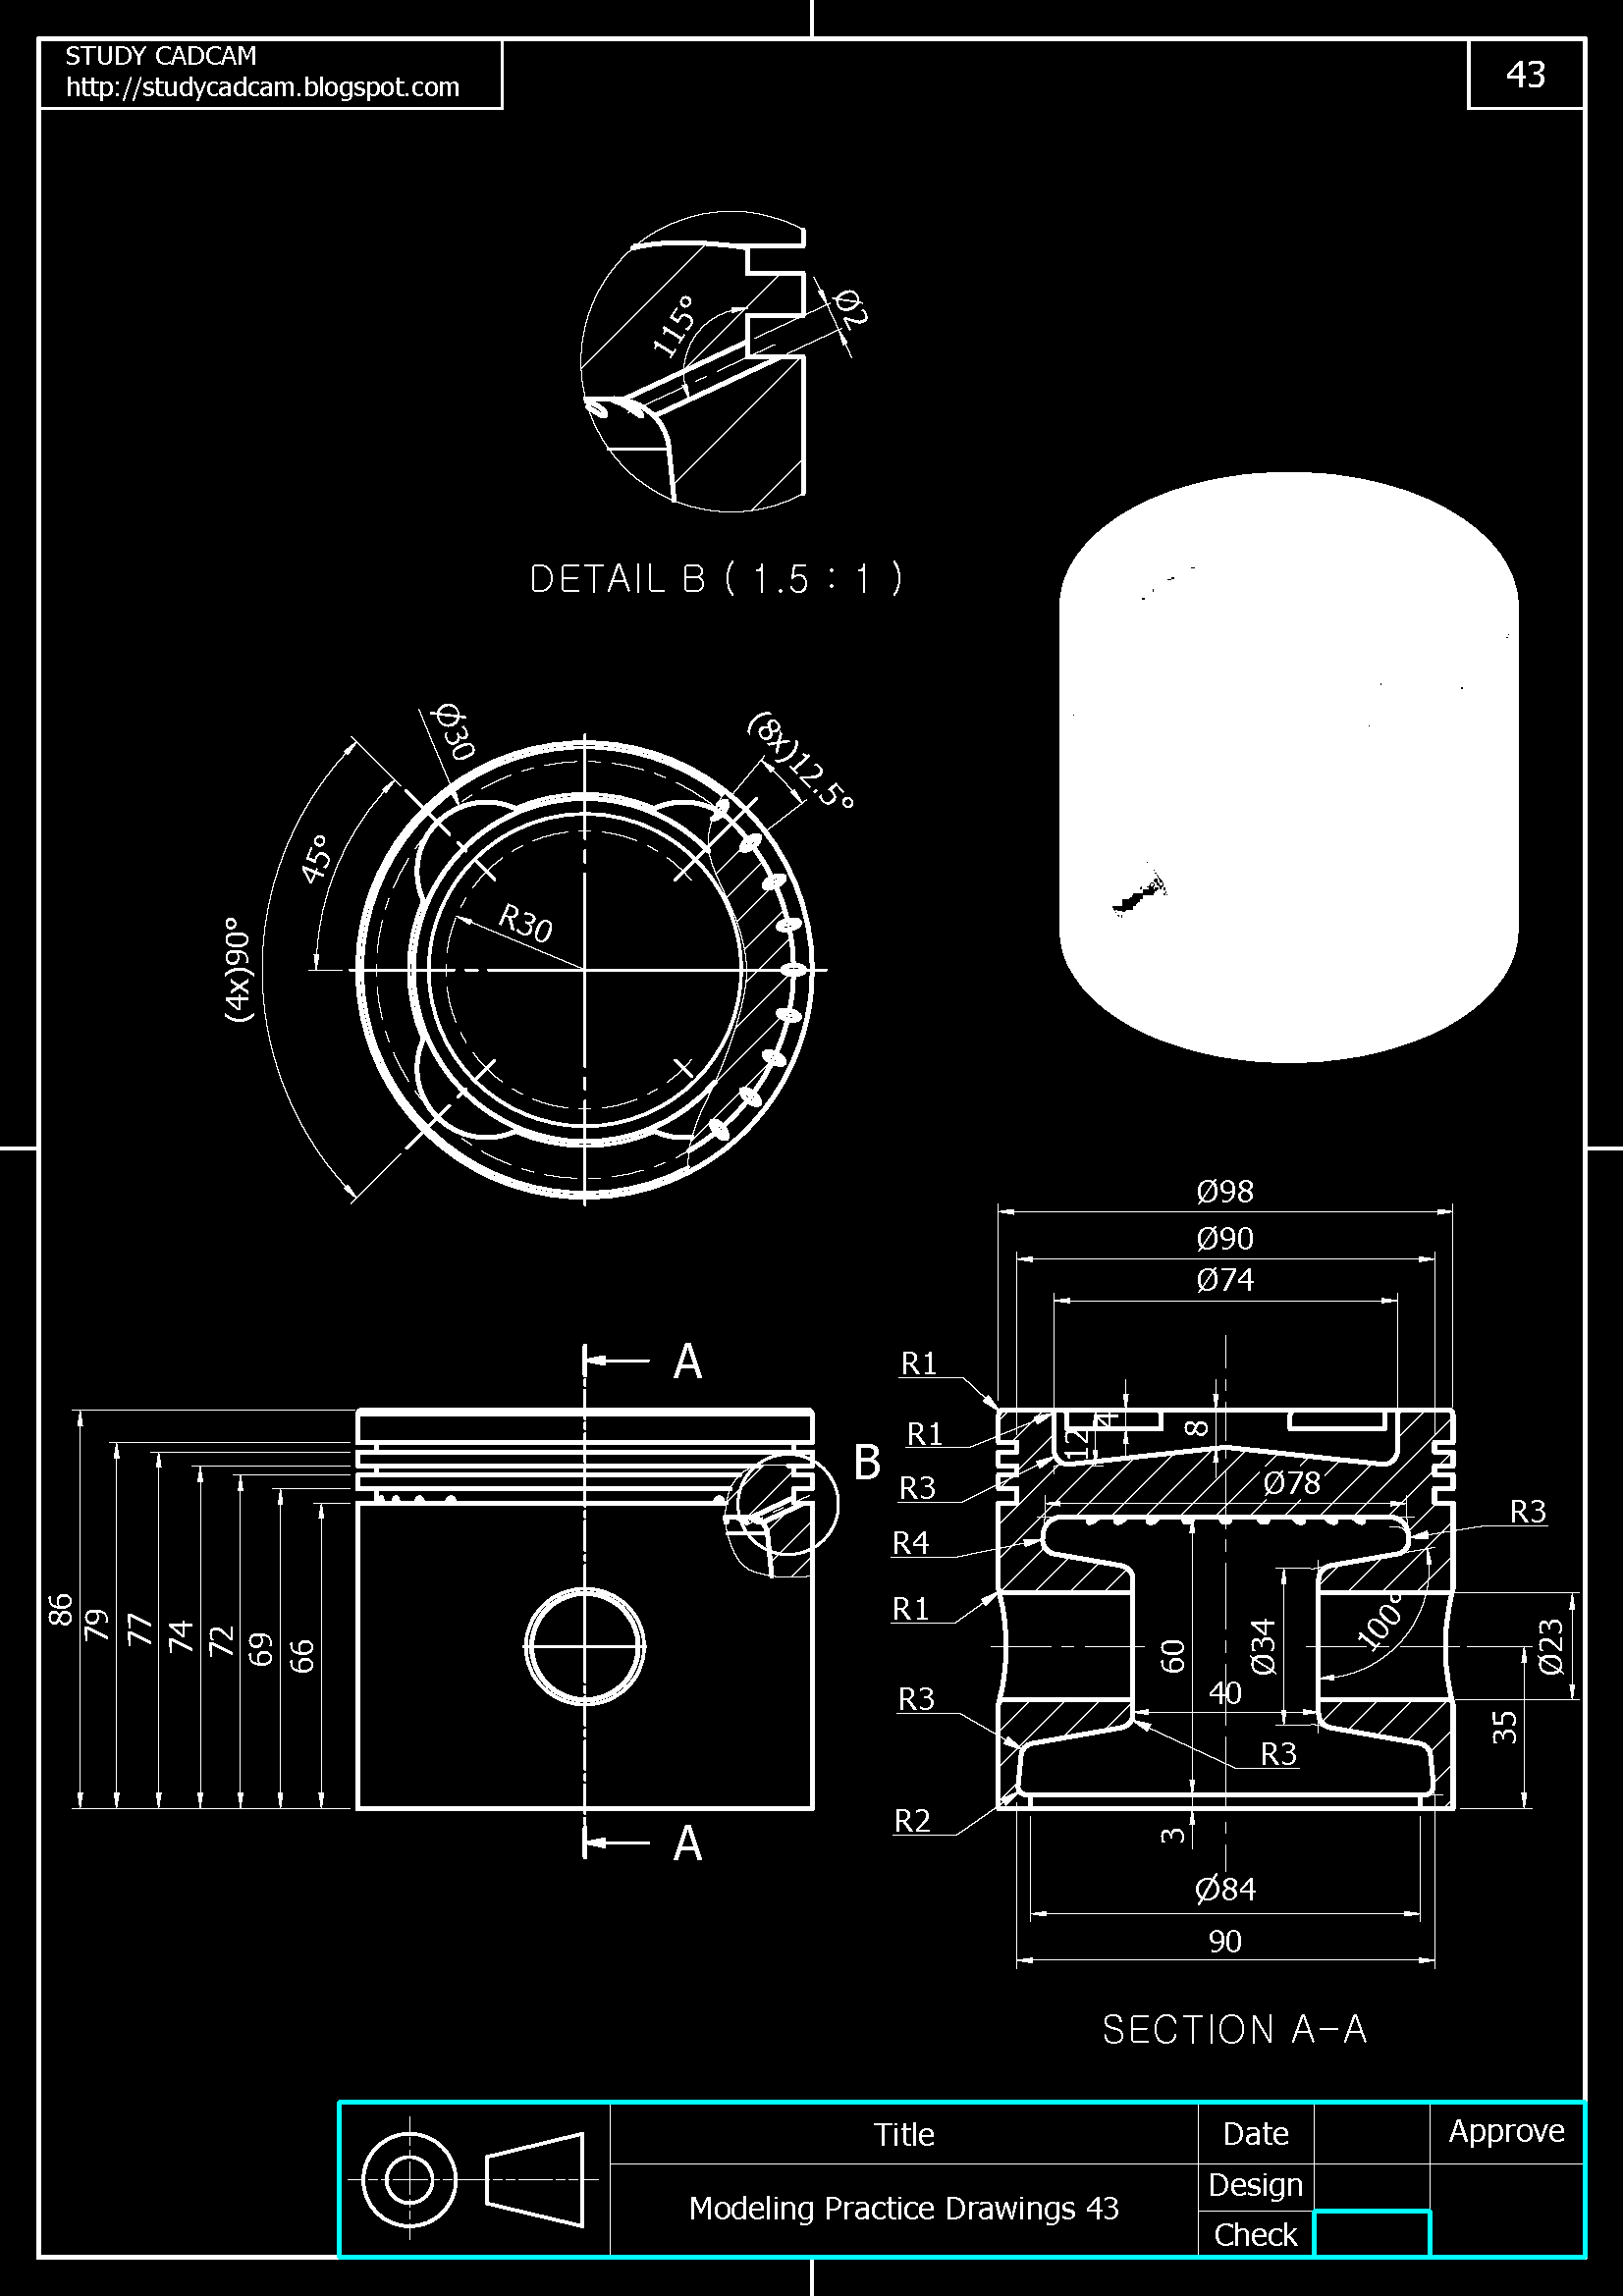 STUDY CADCAM
http://studycadcam.blogspot.com
43
Ø2
115°
DETAIL B ( 1.5 : 1 )
Ø30
(8x)12.5°
45°
R30
(4x)90°
Ø98
Ø90
Ø74
A
R1
4
8
R1
12
B
Ø78
R3
R3
R4
86
79
77
74
72
69
66
R1
100°
60
Ø34
Ø23
40
R3
35
R3
R2
A
3
Ø84
90
SECTION A-A
Title
Date
Approve
Design
Modeling Practice Drawings 43
Check